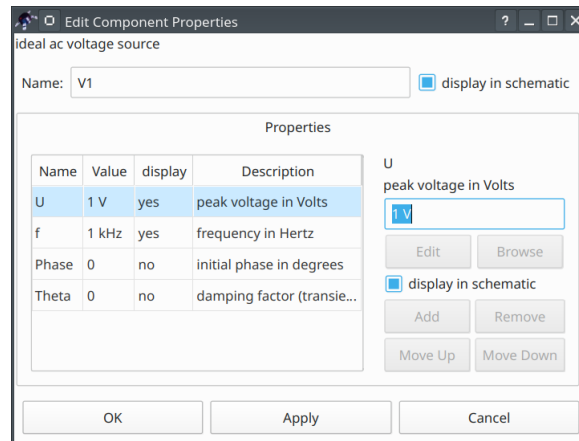 Edit Component Properties
ideal ac voltage source
Name: V1 display in schematic
Properties
Name Value display Description
U 1 V yes peak voltage in Volts
f 1 kHz yes frequency in Hertz
Phase 0 no initial phase in degrees
Theta 0 no damping factor (transie...
U
peak voltage in Volts
1 V
Edit Browse
display in schematic
Add Remove
Move Up Move Down
OK Apply Cancel